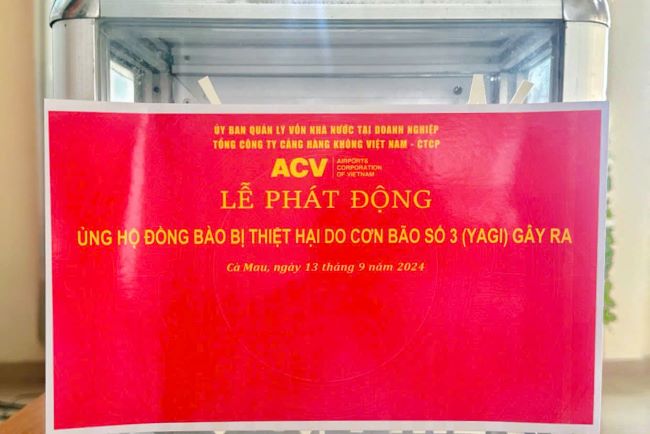 ỦY BAN QUẢN LÝ VỐN NHÀ NƯỚC TẠI DOANH NGHIỆP
TỔNG CÔNG TY CẢNG HÀNG KHÔNG VIỆT NAM - CTCP
ACV
AIRPORTS
CORPORATION
OF VIETNAM
LỄ PHÁT ĐỘNG
ỦNG HỘ ĐỒNG BÀO BỊ THIỆT HẠI DO CƠN BÃO SỐ 3 (YAGI) GÂY RA
Cà Mau, ngày 13 tháng 9 năm 2024